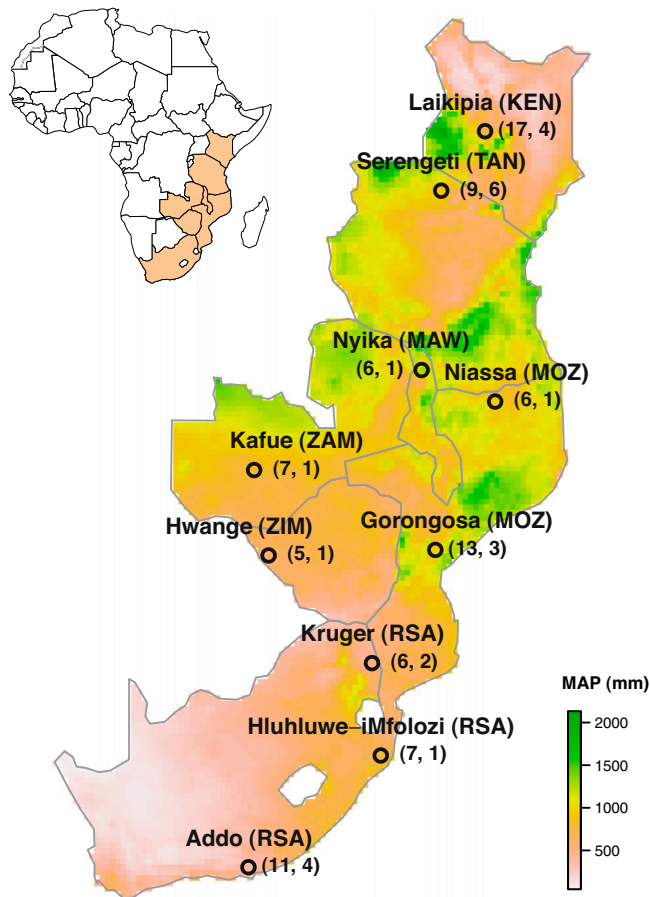 Laikipia (KEN)
(17, 4)
Serengeti (TAN)
(9, 6)
Nyika (MAW)
(6, 1)
Niassa (MOZ)
(6, 1)
Kafue (ZAM)
(7, 1)
Hwange (ZIM)
(5, 1)
Gorongosa (MOZ)
(13, 3)
Kruger (RSA)
(6, 2)
Hluhluwe–iMfolozi (RSA)
(7, 1)
Addo (RSA)
(11, 4)
MAP (mm)
2000
1500
1000
500